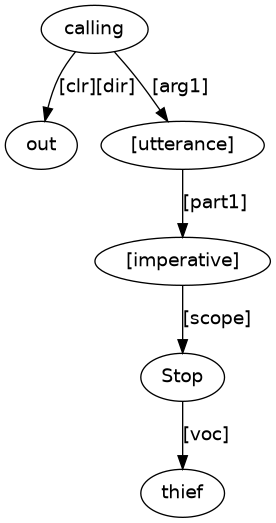 calling
[clr][dir] [arg1]
out [utterance]
[part1]
[imperative]
[scope]
Stop
[voc]
thief